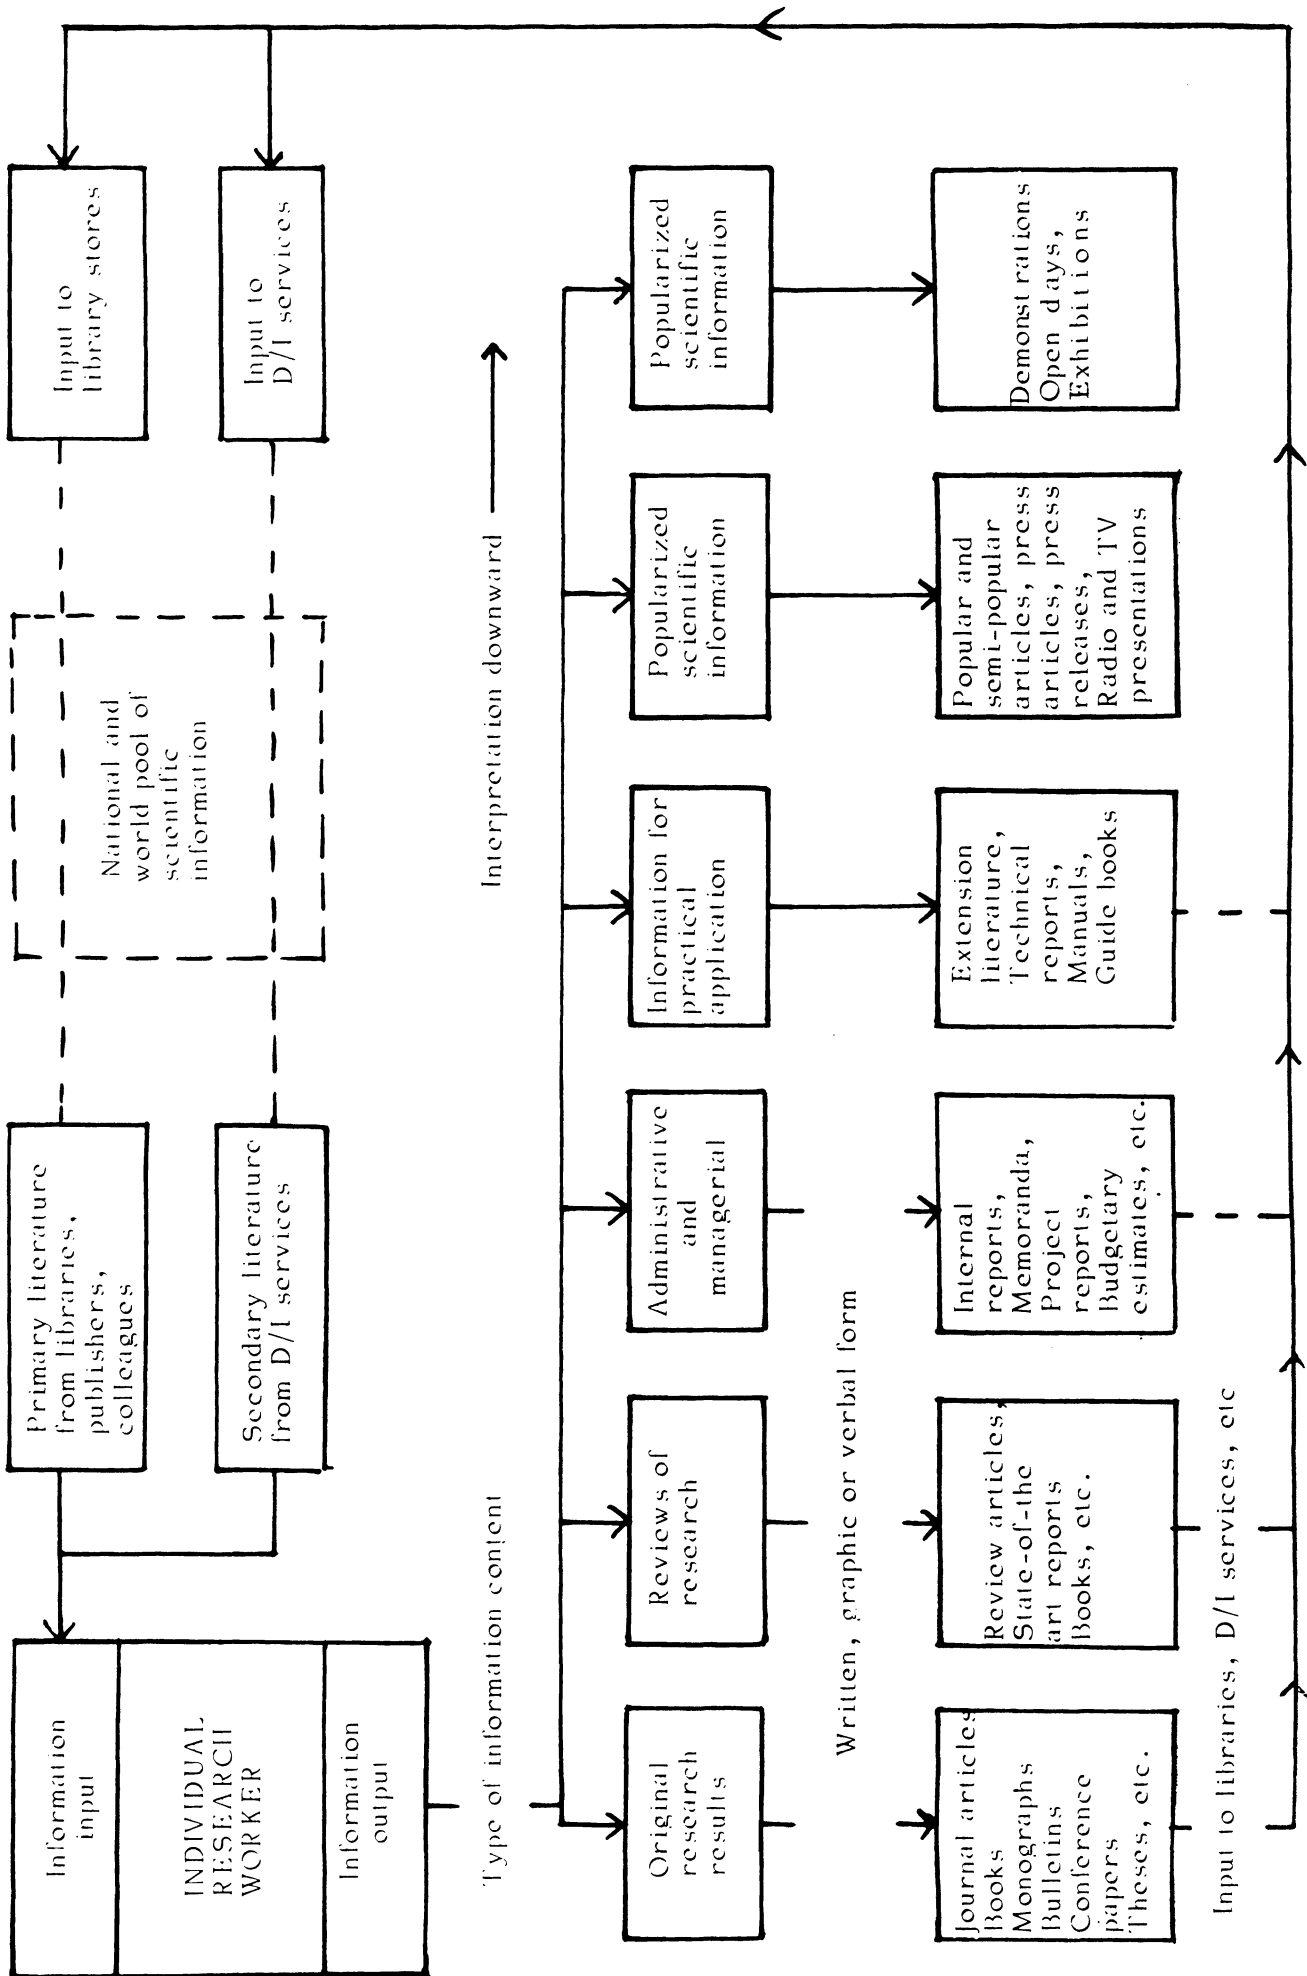 Information
input
INDIVIDUAL
RESEARCH
WORKER
Information
output
Primary literature
from libraries,
publishers,
colleagues
Secondary literature
from D/I services
National and
world pool of
scientific
information
Input to
library stores
Input to
D/I services
Type of information content
Interpretation downward
Original
research
results
Reviews of
research
Administrative
and
managerial
Information for
practical
application
Popularized
scientific
information
Popularized
scientific
information
Written, graphic or verbal form
Journal articles
Books
Monographs
Bulletins
Conference
papers
Theses, etc.
Review articles,
State-of-the
art reports
Books, etc.
Internal
reports,
Memoranda,
Project
reports,
Budgetary
estimates, etc.
Extension
literature,
Technical
reports,
Manuals,
Guide books
Popular and
semi-popular
articles, press
articles, press
releases,
Radio and TV
presentations
Demonstrations
Open days,
Exhibitions
Input to libraries, D/I services, etc